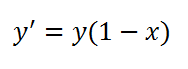 y′ = y(1 − x)